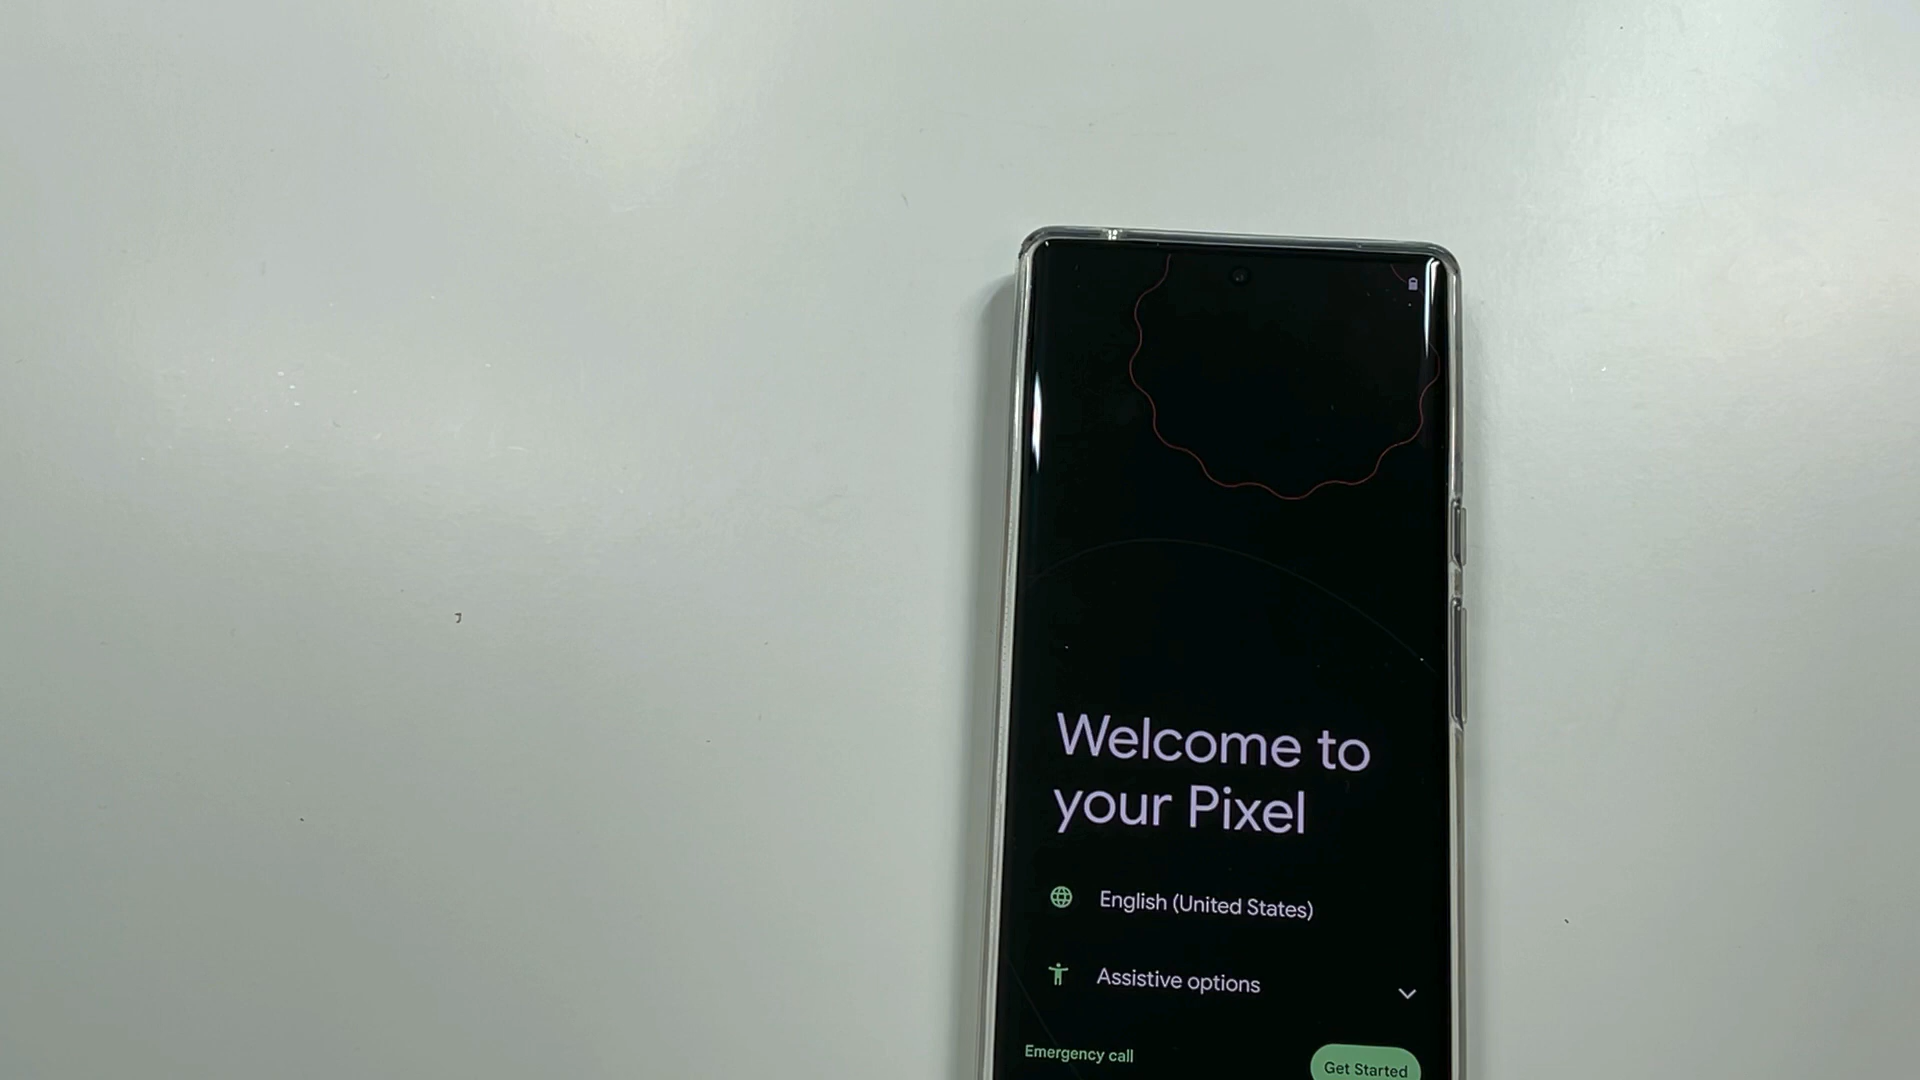 Welcome to
your Pixel
English (United States)
Assistive options
Emergency call
Get Started